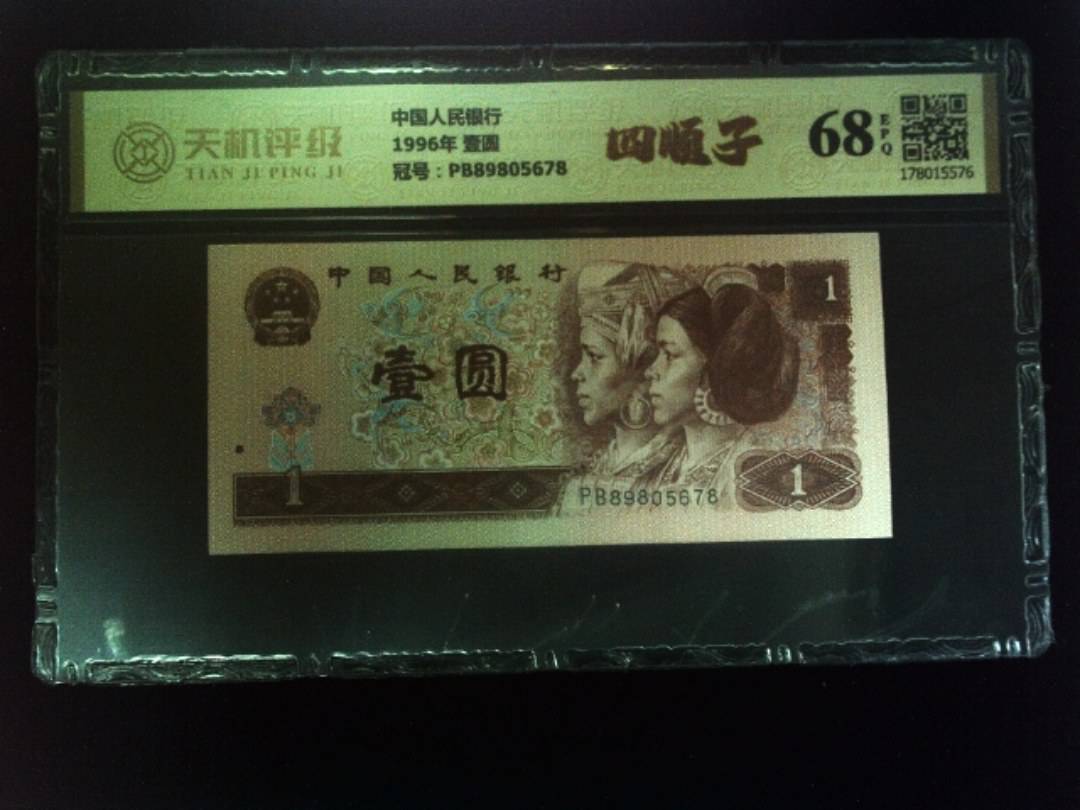 天机评级
TIAN JI PING JI
中国人民银行
1996年 壹圆
冠号：PB89805678
四顺子
68
EPQ
178015576
中国人民银行
1
壹圆
1
PB89805678
1